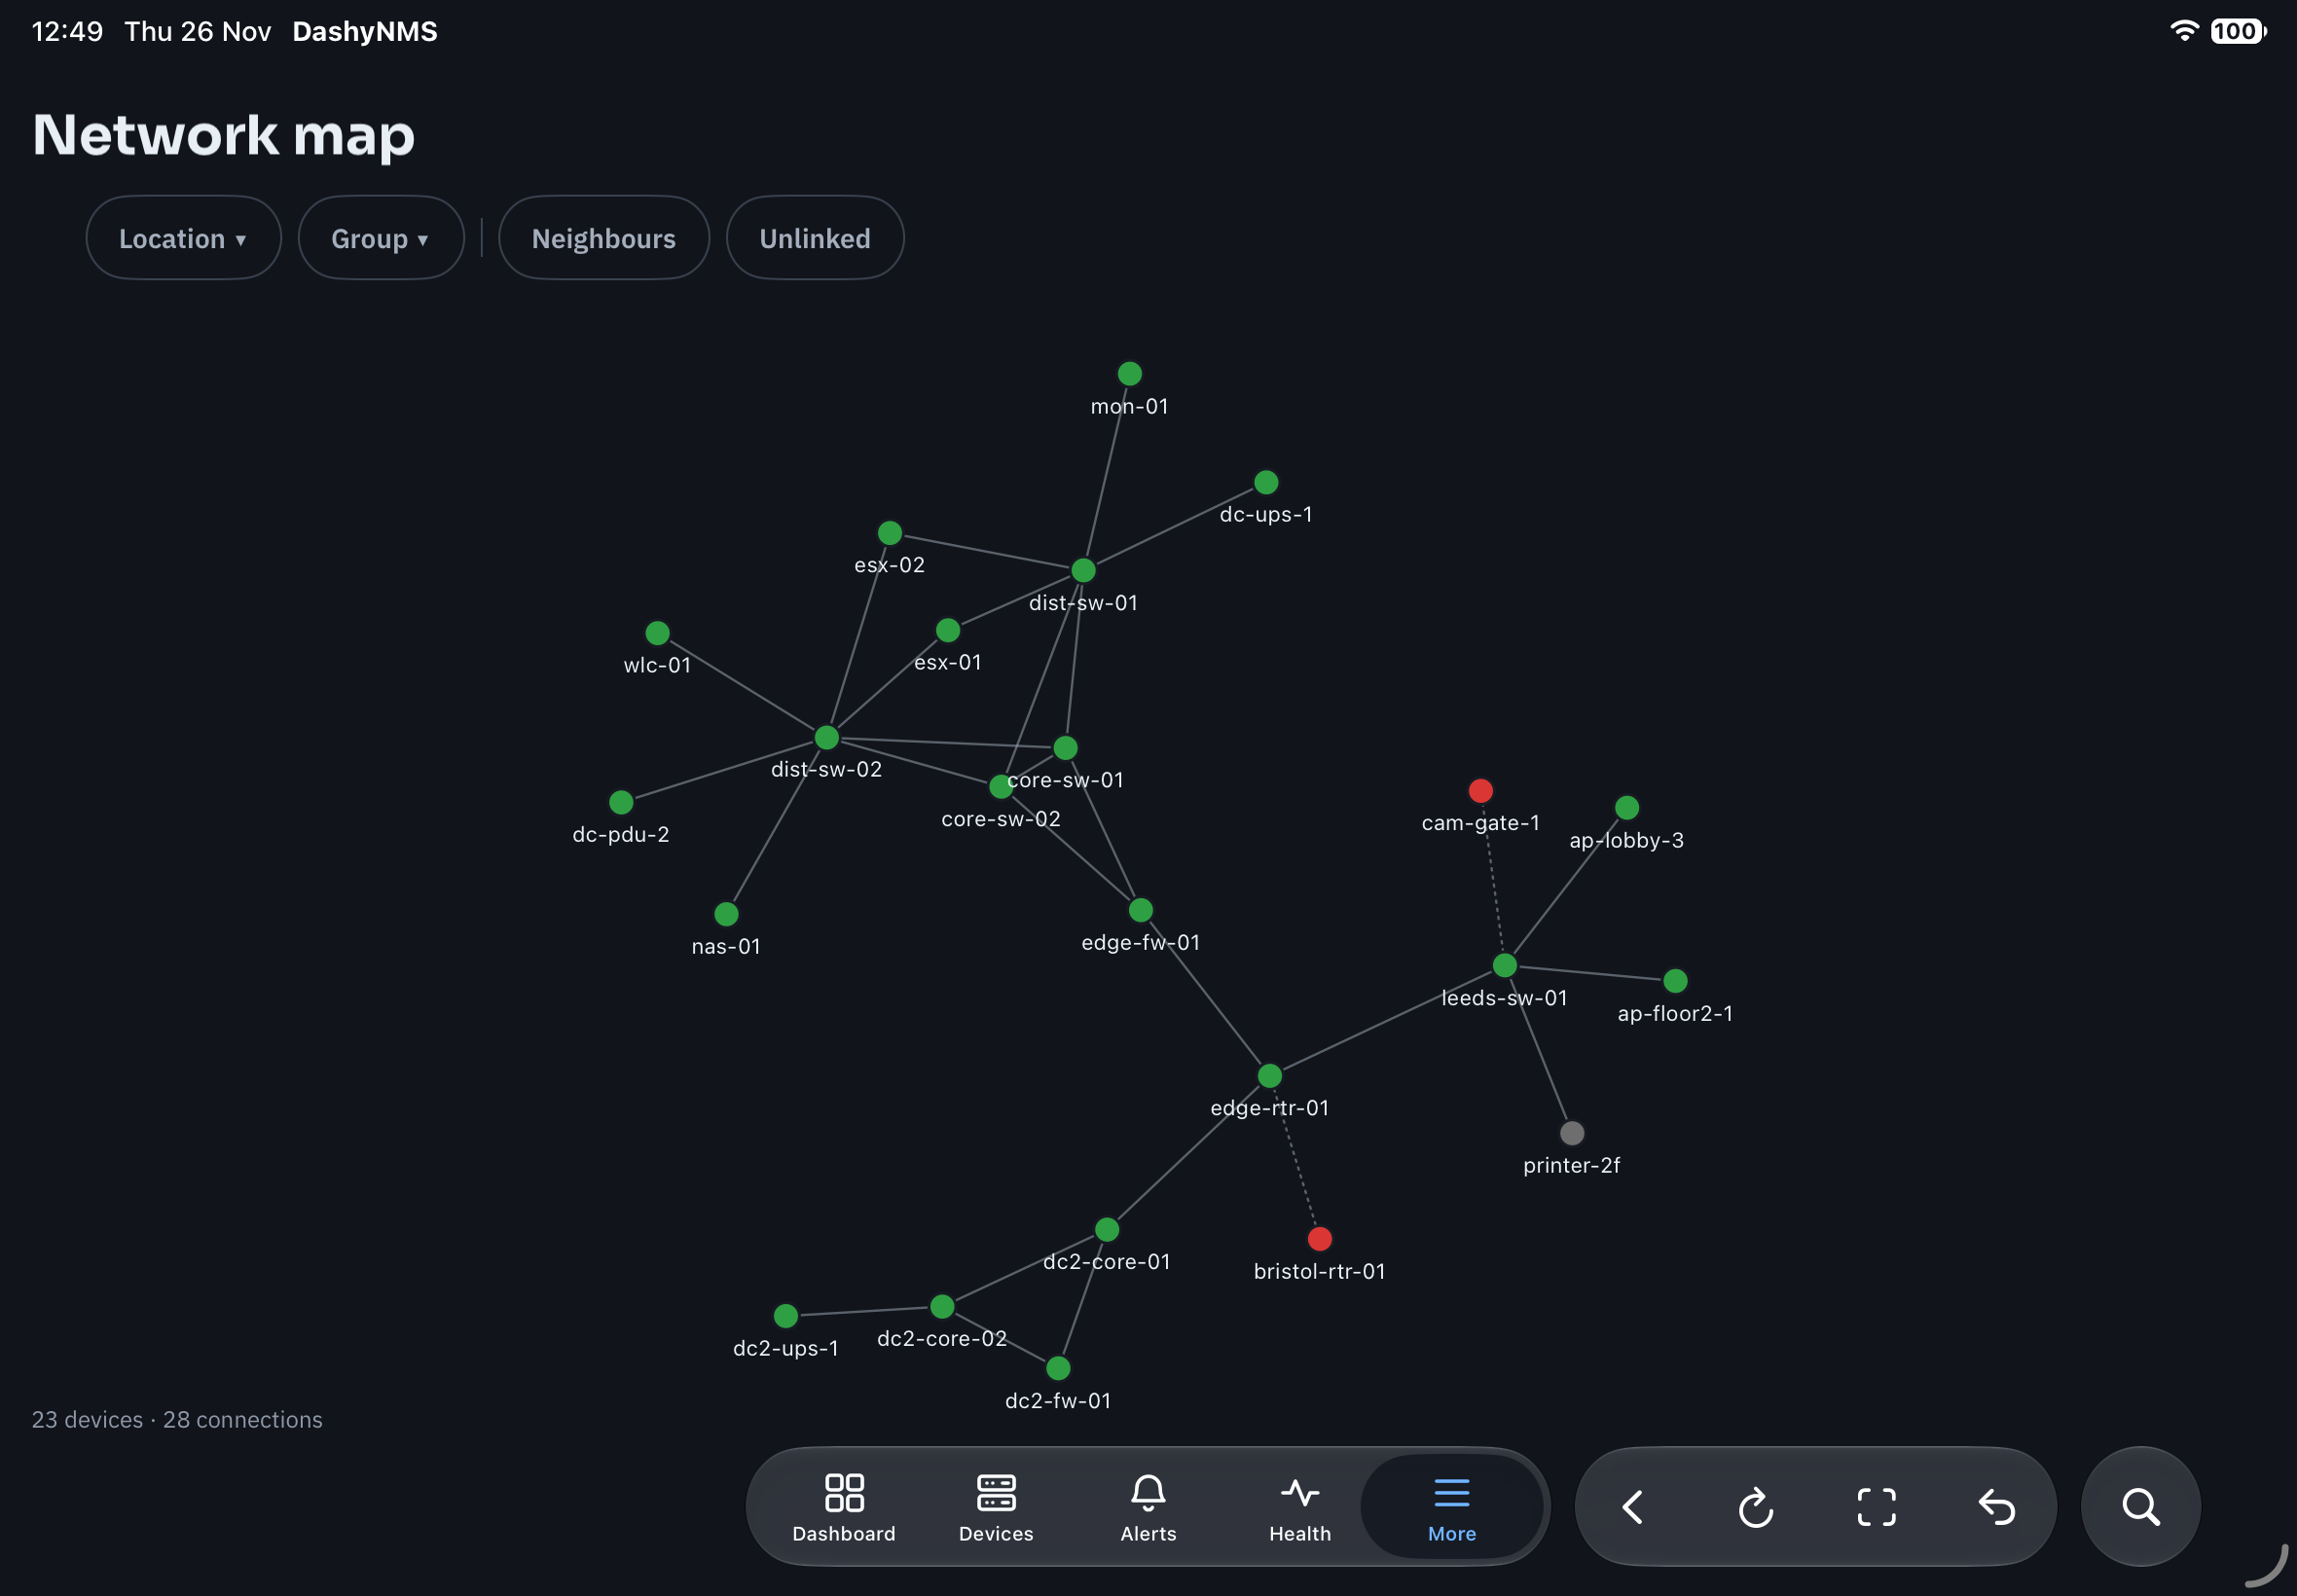 12:49 Thu 26 Nov DashyNMS
100
Network map
Location ▾
Group ▾
Neighbours
Unlinked
mon-01
dc-ups-1
esx-02
dist-sw-01
wlc-01
esx-01
dist-sw-02
core-sw-01
core-sw-02
dc-pdu-2
cam-gate-1
ap-lobby-3
nas-01
edge-fw-01
leeds-sw-01
ap-floor2-1
edge-rtr-01
printer-2f
dc2-core-01
bristol-rtr-01
dc2-core-02
dc2-ups-1
dc2-fw-01
23 devices · 28 connections
Dashboard
Devices
Alerts
Health
More